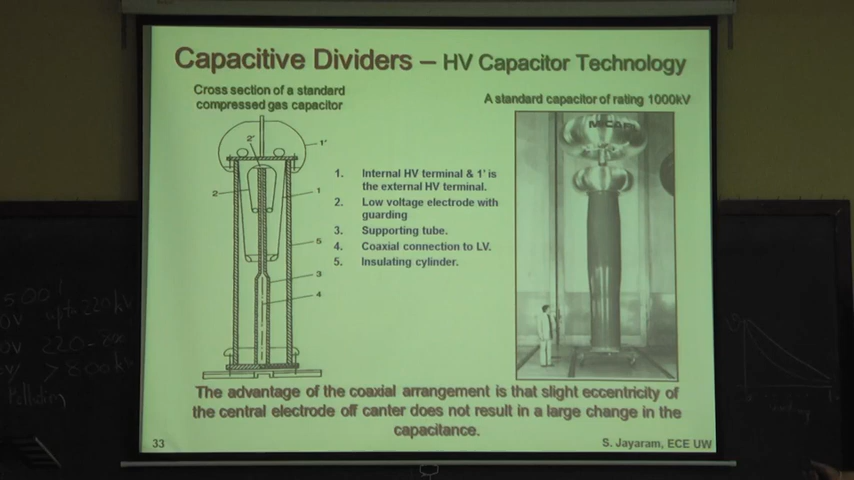 Capacitive Dividers – HV Capacitor Technology
Cross section of a standard
compressed gas capacitor
A standard capacitor of rating 1000kV
MICAFIL
2'
1'
2
1
5
3
4
1. Internal HV terminal & 1' is
the external HV terminal.
2. Low voltage electrode with
guarding
3. Supporting tube.
4. Coaxial connection to LV.
5. Insulating cylinder.
The advantage of the coaxial arrangement is that slight eccentricity of
the central electrode off canter does not result in a large change in the
capacitance.
33
S. Jayaram, ECE UW
upto 220 kV